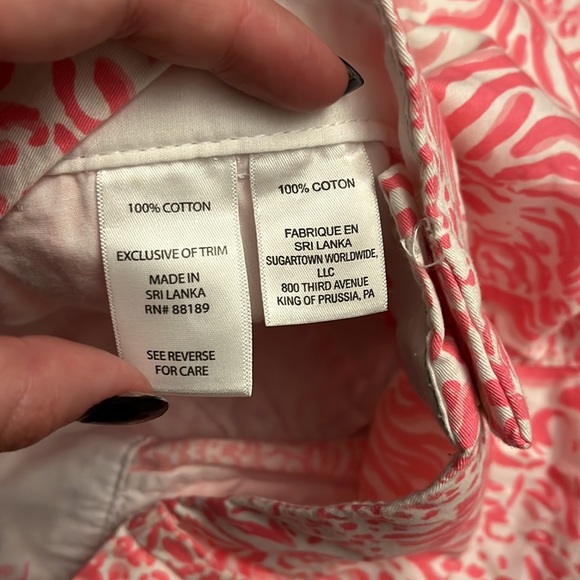 100% COTTON
EXCLUSIVE OF TRIM
MADE IN
SRI LANKA
RN# 88189
SEE REVERSE
FOR CARE
100% COTON
FABRIQUE EN
SRI LANKA
SUGARTOWN WORLDWIDE,
LLC
800 THIRD AVENUE
KING OF PRUSSIA, PA